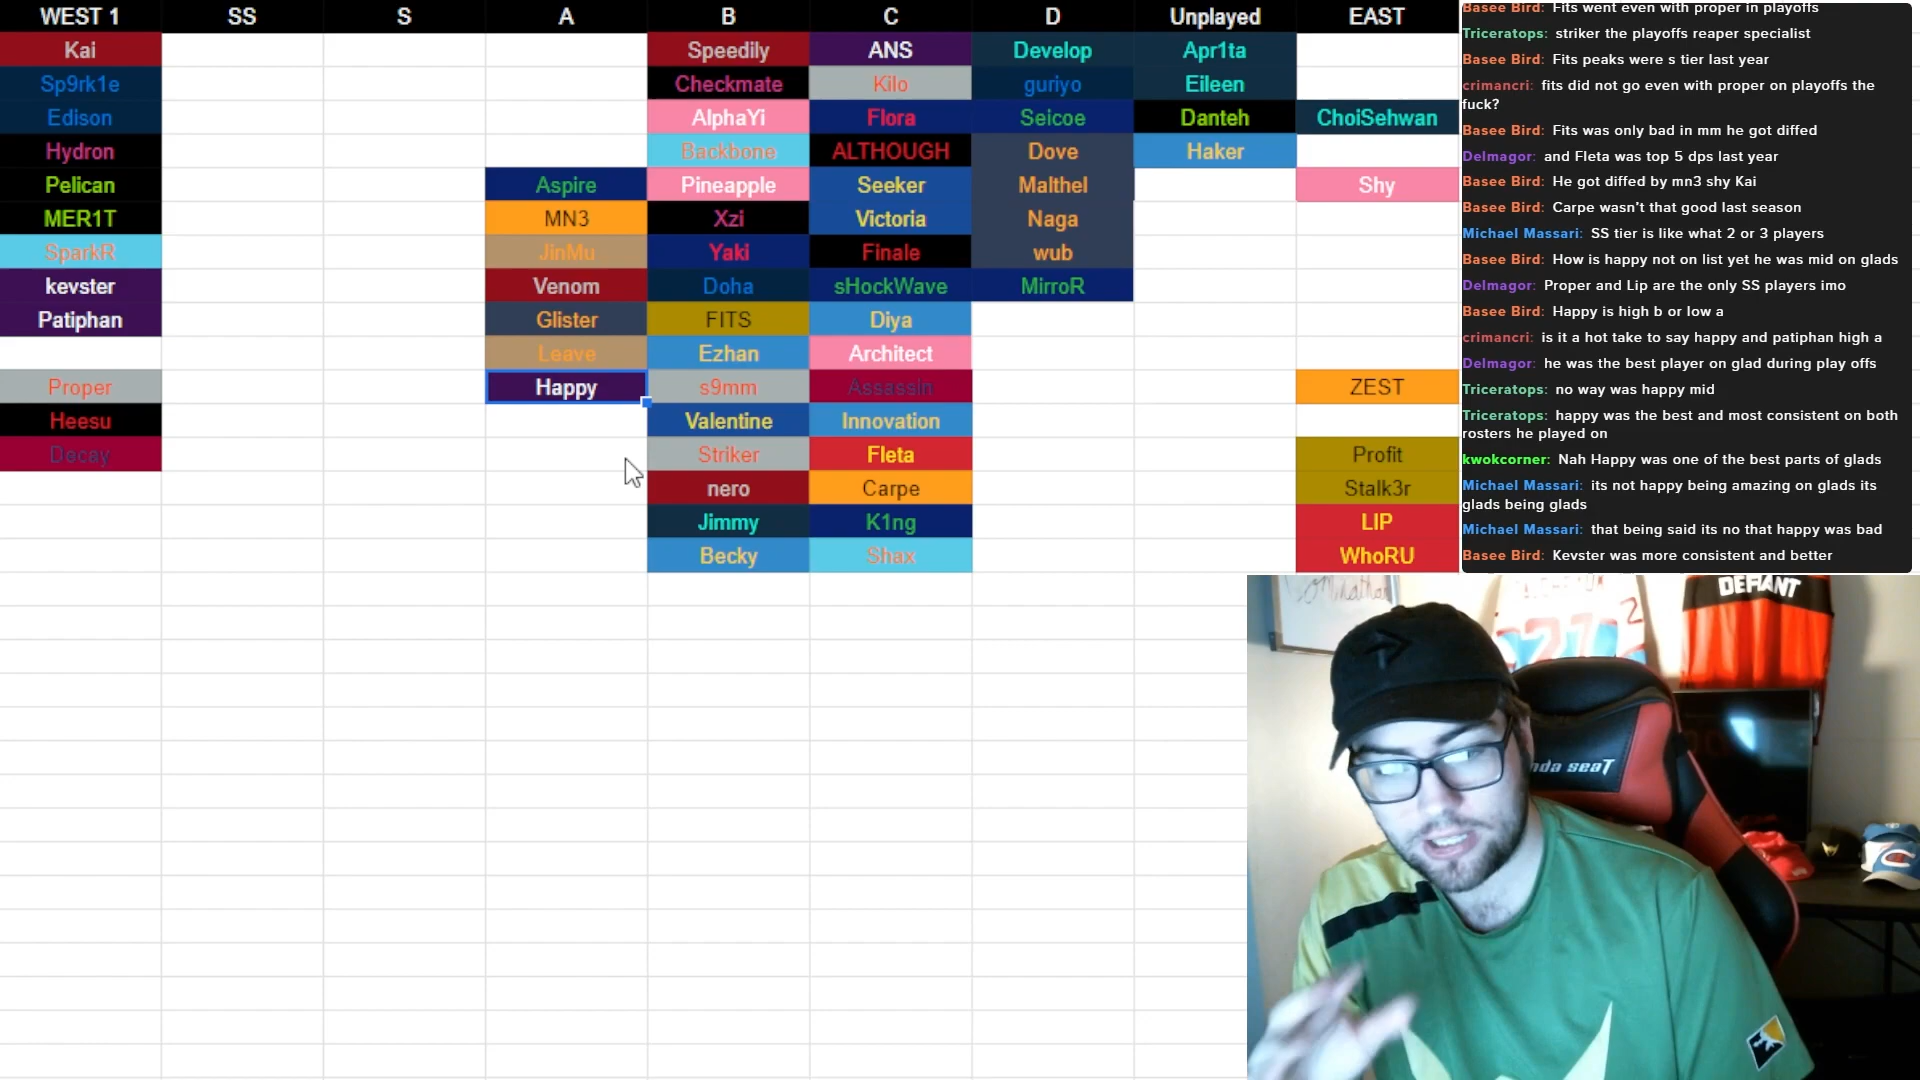 WEST 1 SS S A B C D Unplayed EAST
Kai Speedily ANS Develop Apr1ta
Sp9rk1e Checkmate Kilo guriyo Eileen
Edison AlphaYi Flora Seicoe Danteh ChoiSehwan
Hydron Backbone ALTHOUGH Dove Haker
Pelican Aspire Pineapple Seeker Malthel Shy
MER1T MN3 Xzi Victoria Naga
SparkR JinMu Yaki Finale wub
kevster Venom Doha sHockWave MirroR
Patiphan Glister FITS Diya
Leave Ezhan Architect
Proper Happy s9mm Assassin ZEST
Heesu Valentine Innovation
Decay Striker Fleta Profit
nero Carpe Stalk3r
Jimmy K1ng LIP
Becky Shax WhoRU
Basee Bird: Fits went even with proper in playoffs
Triceratops: striker the playoffs reaper specialist
Basee Bird: Fits peaks were s tier last year
crimancri: fits did not go even with proper on playoffs the
fuck?
Basee Bird: Fits was only bad in mm he got diffed
Delmagor: and Fleta was top 5 dps last year
Basee Bird: He got diffed by mn3 shy Kai
Basee Bird: Carpe wasn't that good last season
Michael Massari: SS tier is like what 2 or 3 players
Basee Bird: How is happy not on list yet he was mid on glads
Delmagor: Proper and Lip are the only SS players imo
Basee Bird: Happy is high b or low a
crimancri: is it a hot take to say happy and patiphan high a
Delmagor: he was the best player on glad during play offs
Triceratops: no way was happy mid
Triceratops: happy was the best and most consistent on both
rosters he played on
kwokcorner: Nah Happy was one of the best parts of glads
Michael Massari: its not happy being amazing on glads its
glads being glads
Michael Massari: that being said its no that happy was bad
Basee Bird: Kevster was more consistent and better
DEFIANT
27
nda seaT